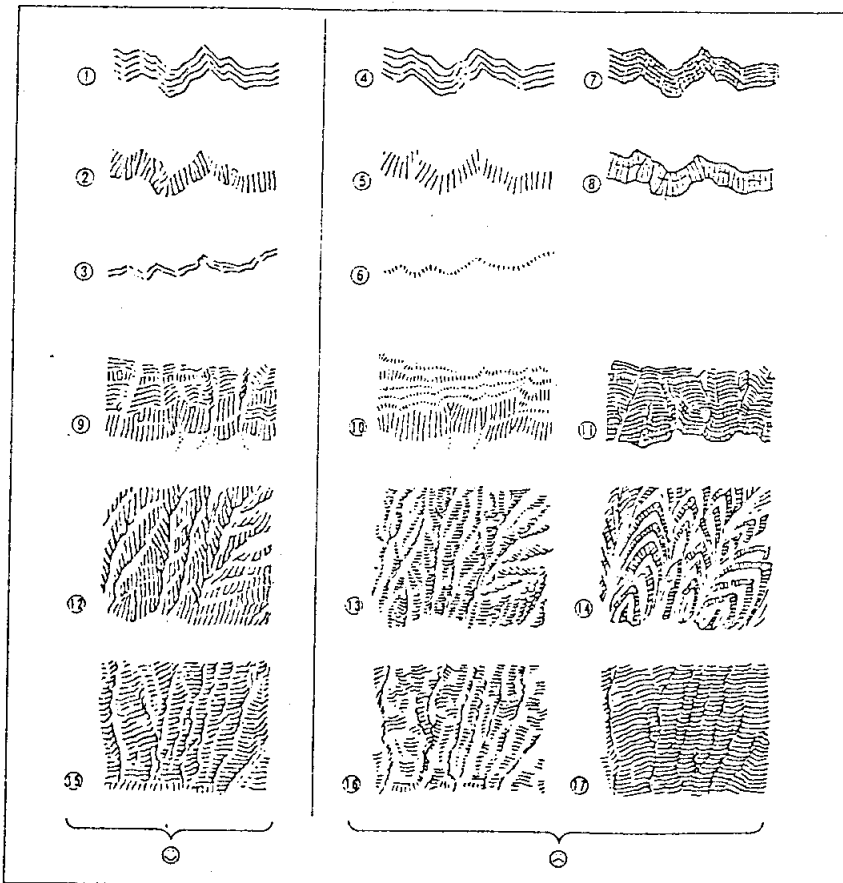 ① ④ ⑦
② ⑤ ⑧
③ ⑥
⑨ ⑩ ⑪
⑫ ⑬ ⑭
⑮ ⑯ ⑰